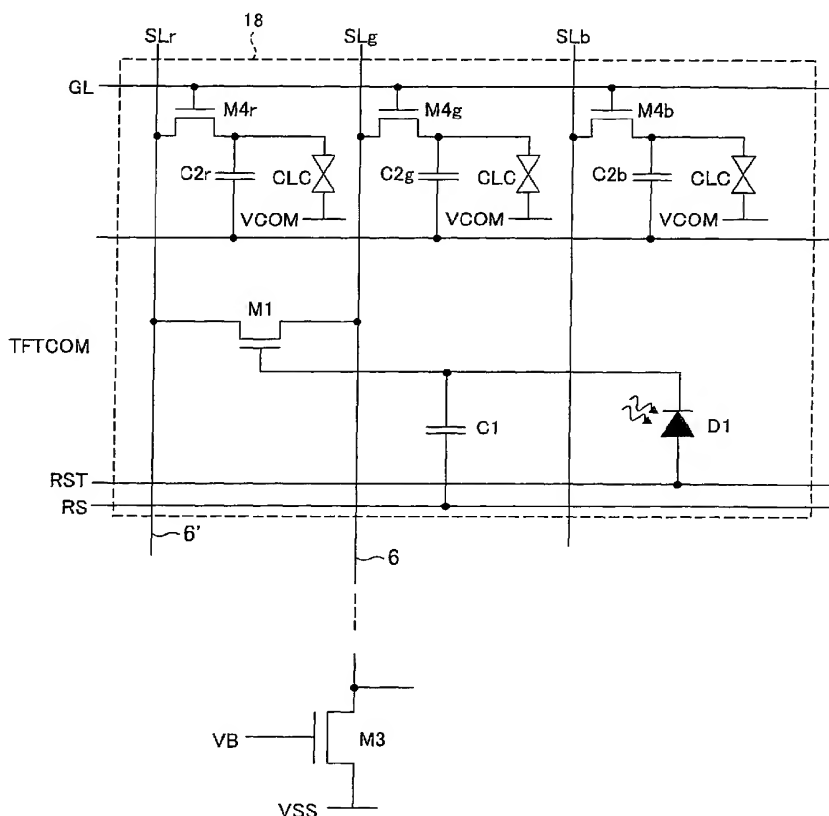 18
SLr
SLg
SLb
GL
M4r
M4g
M4b
C2r
CLC
C2g
CLC
C2b
CLC
VCOM
VCOM
VCOM
M1
TFTCOM
C1
D1
RST
RS
6'
6
VB
M3
VSS